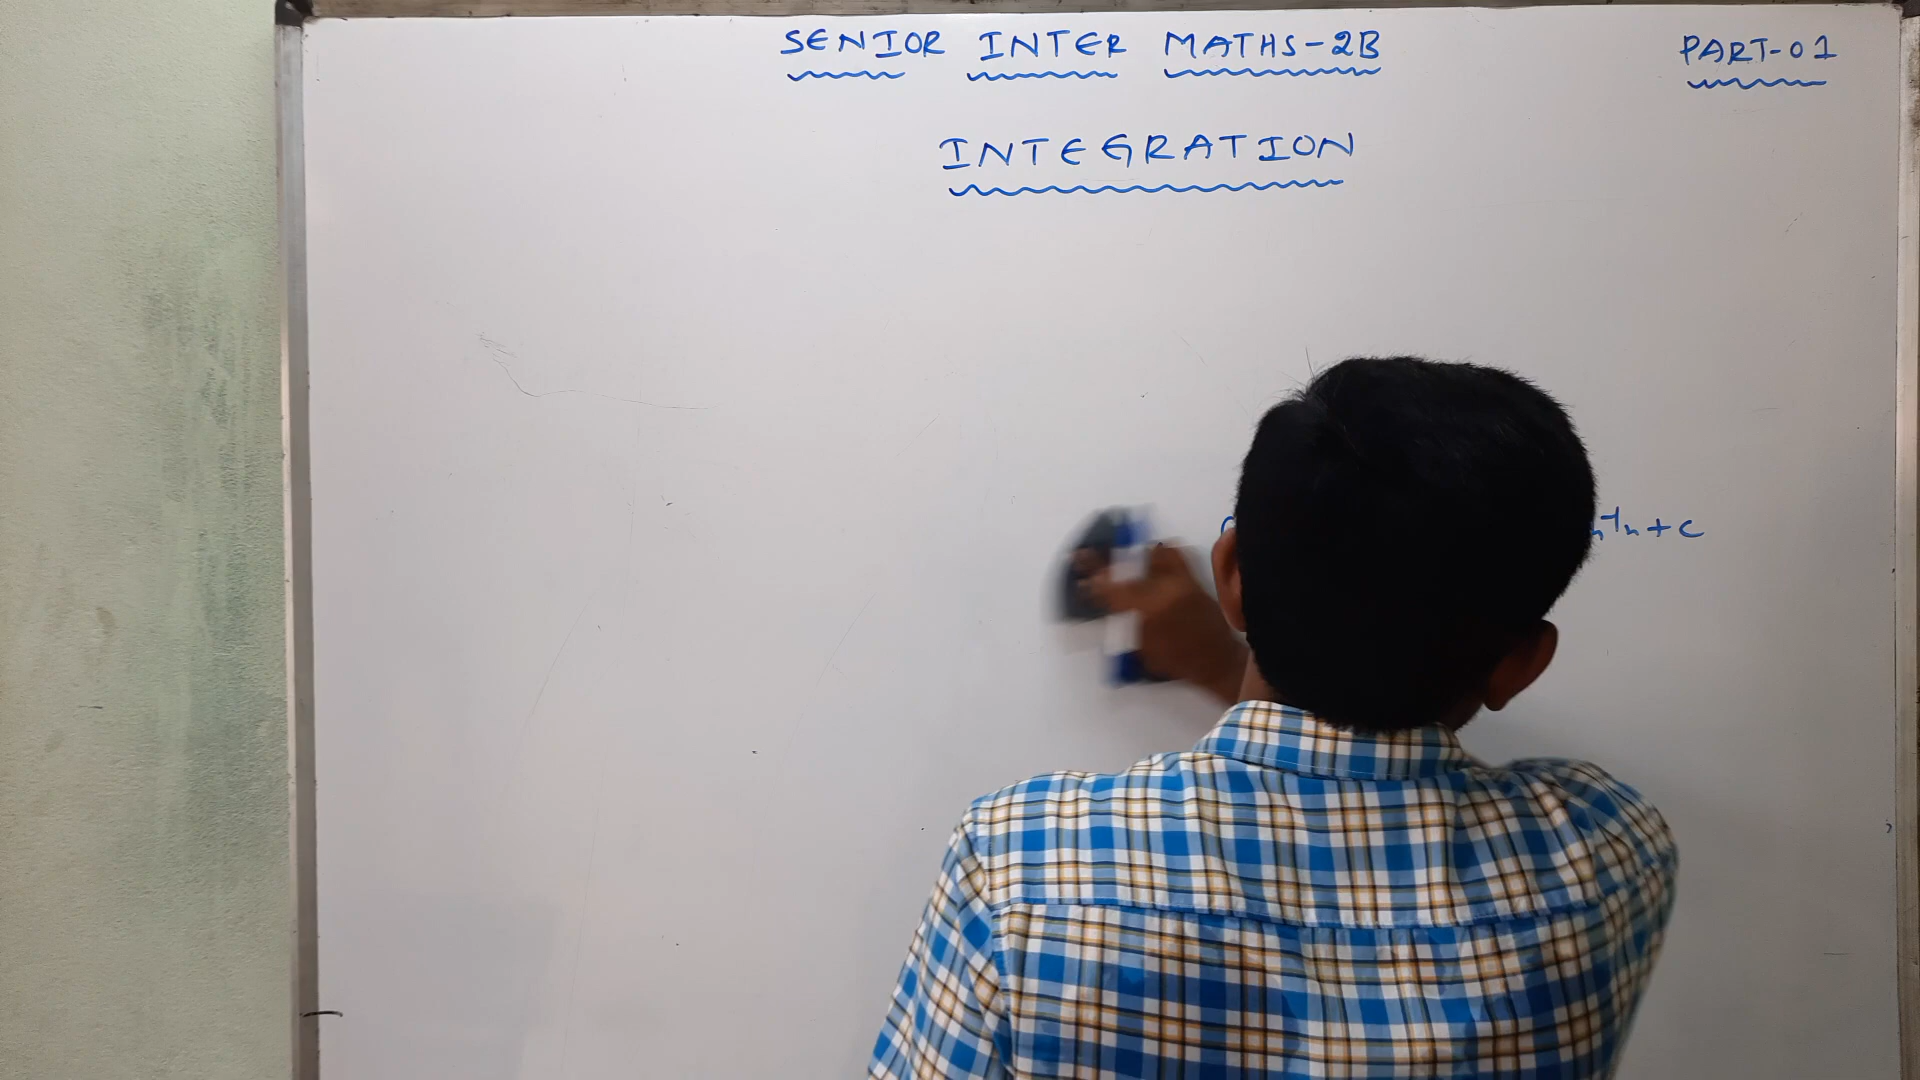 SENIOR INTER MATHS-2B
PART-01
INTEGRATION
+ c